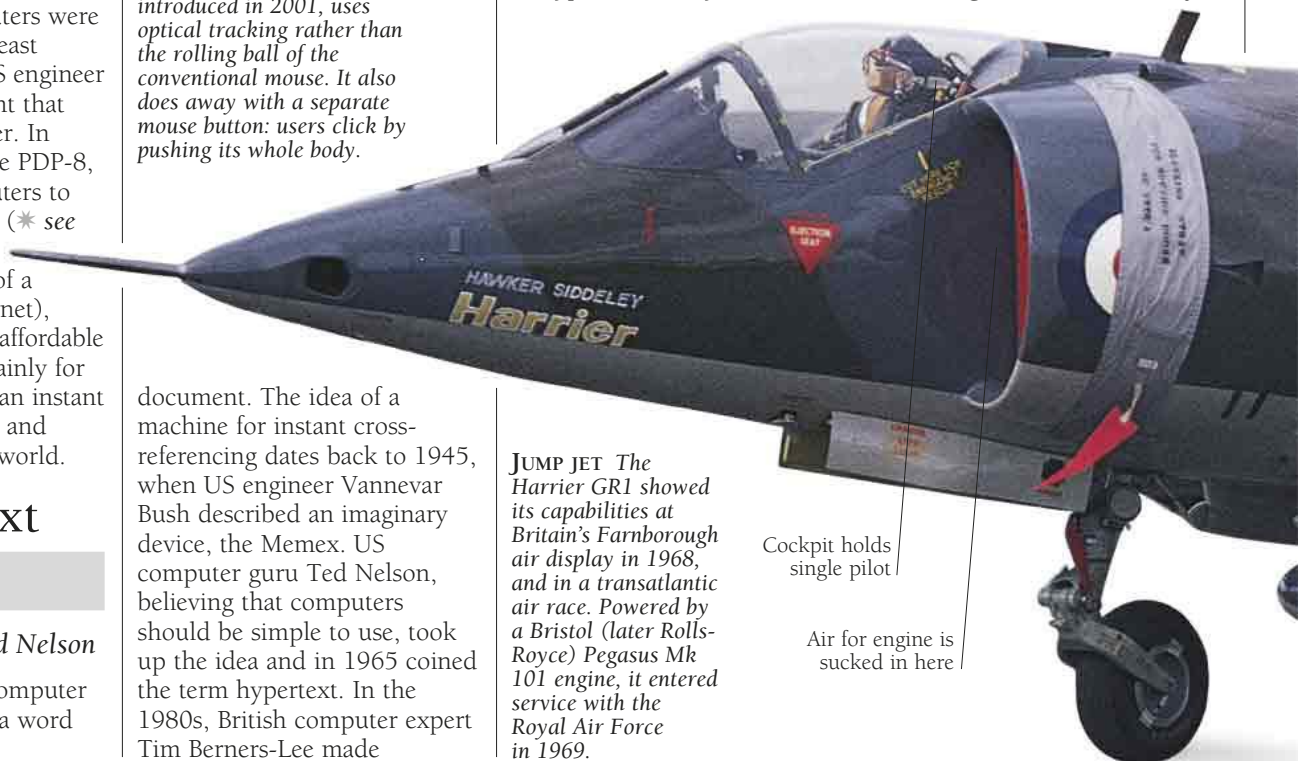 ters were
east
S engineer
nt that
er. In
e PDP-8,
uters to
(✷ see
of a
net),
affordable
ainly for
an instant
and
world.
xt
d Nelson
omputer
a word
introduced in 2001, uses
optical tracking rather than
the rolling ball of the
conventional mouse. It also
does away with a separate
mouse button: users click by
pushing its whole body.
document. The idea of a
machine for instant cross-
referencing dates back to 1945,
when US engineer Vannevar
Bush described an imaginary
device, the Memex. US
computer guru Ted Nelson,
believing that computers
should be simple to use, took
up the idea and in 1965 coined
the term hypertext. In the
1980s, British computer expert
Tim Berners-Lee made
HAWKER SIDDELEY
Harrier
EJECTION
SEAT
JUMP JET The
Harrier GR1 showed
its capabilities at
Britain's Farnborough
air display in 1968,
and in a transatlantic
air race. Powered by
a Bristol (later Rolls-
Royce) Pegasus Mk
101 engine, it entered
service with the
Royal Air Force
in 1969.
Cockpit holds
single pilot
Air for engine is
sucked in here